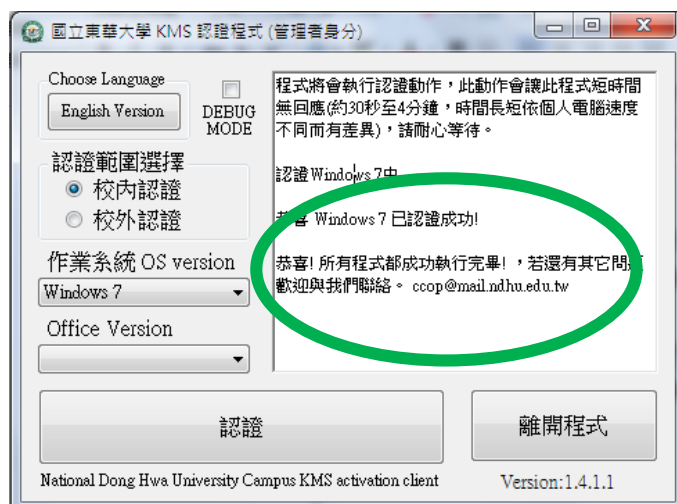 國立東華大學 KMS 認證程式 (管理者身分)
Choose Language
English Version
DEBUG
MODE
認證範圍選擇
校內認證
校外認證
作業系統 OS version
Windows 7
Office Version
程式將會執行認證動作，此動作會讓此程式短時間
無回應(約30秒至4分鐘，時間長短依個人電腦速度
不同而有差異)，請耐心等待。
認證Windows 7中
恭喜 Windows 7 已認證成功!
恭喜! 所有程式都成功執行完畢! ，若還有其它問題
歡迎與我們聯絡。 ccop@mail.ndhu.edu.tw
認證
離開程式
National Dong Hwa University Campus KMS activation client
Version:1.4.1.1